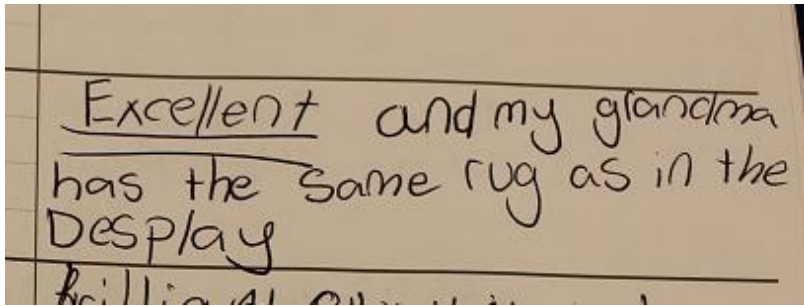 Excellent and my grandma
has the same rug as in the
Desplay